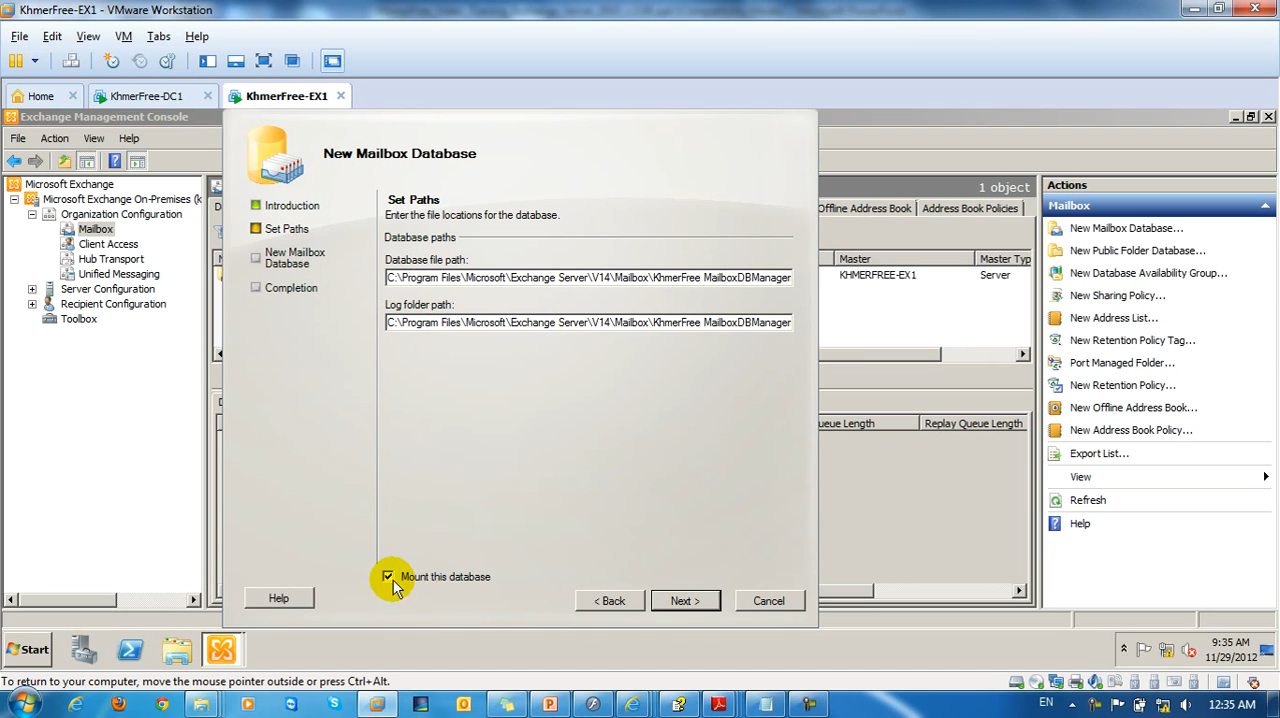 KhmerFree-EX1 - VMware Workstation
File Edit View VM Tabs Help
Home
KhmerFree-DC1
KhmerFree-EX1
Exchange Management Console
File Action View Help
Microsoft Exchange
Microsoft Exchange On-Premises (k
Organization Configuration
Mailbox
Client Access
Hub Transport
Unified Messaging
Server Configuration
Recipient Configuration
Toolbox
New Mailbox Database
Introduction
Set Paths
New Mailbox
Database
Completion
Set Paths
Enter the file locations for the database.
Database paths
Database file path:
C:\Program Files\Microsoft\Exchange Server\V14\Mailbox\KhmerFree MailboxDBManager
Log folder path:
C:\Program Files\Microsoft\Exchange Server\V14\Mailbox\KhmerFree MailboxDBManager
Mount this database
Help
< Back
Next >
Cancel
1 object
Offline Address Book
Address Book Policies
Master
Master Typ
KHMERFREE-EX1
Server
ueue Length
Replay Queue Length
Actions
Mailbox
New Mailbox Database...
New Public Folder Database...
New Database Availability Group...
New Sharing Policy...
New Address List...
New Retention Policy Tag...
Port Managed Folder...
New Retention Policy...
New Offline Address Book...
New Address Book Policy...
Export List...
View
Refresh
Help
Start
9:35 AM
11/29/2012
To return to your computer, move the mouse pointer outside or press Ctrl+Alt.
EN
12:35 AM